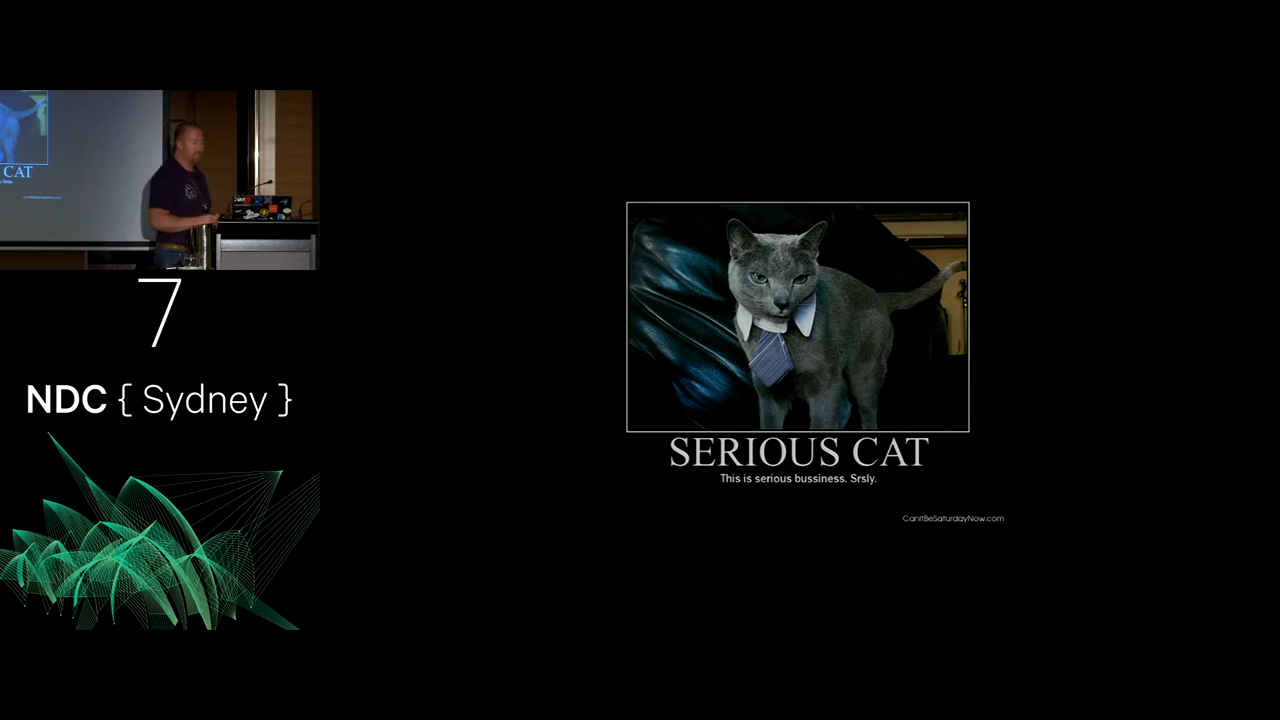 CAT
7
NDC { Sydney }
SERIOUS CAT
This is serious bussiness. Srsly.
CanItBeSaturdayNow.com